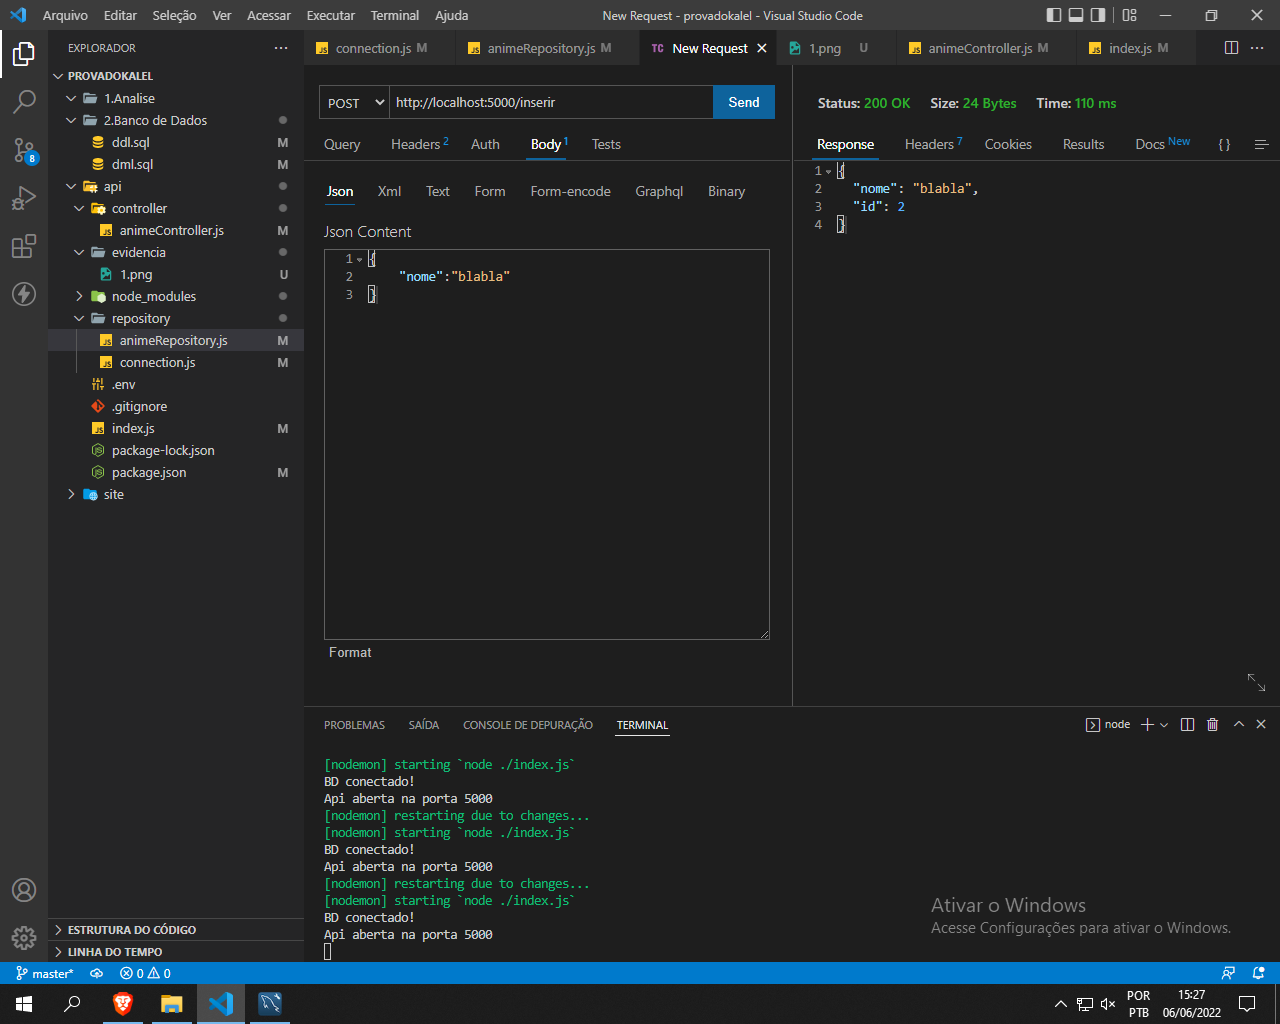 Arquivo Editar Seleção Ver Acessar Executar Terminal Ajuda New Request - provadokalel - Visual Studio Code
EXPLORADOR
connection.js M animeRepository.js M TC New Request 1.png U animeController.js M index.js M
PROVADOKALEL
1.Analise
2.Banco de Dados
ddl.sql M
dml.sql M
api
controller
animeController.js M
evidencia
1.png U
node_modules
repository
animeRepository.js M
connection.js M
.env
.gitignore
index.js M
package-lock.json
package.json M
site
ESTRUTURA DO CÓDIGO
LINHA DO TEMPO
8
POST http://localhost:5000/inserir Send
Query Headers 2 Auth Body 1 Tests
Json Xml Text Form Form-encode Graphql Binary
Json Content
1 {
2 "nome":"blabla"
3 }
Format
Status: 200 OK Size: 24 Bytes Time: 110 ms
Response Headers 7 Cookies Results Docs New { }
1 {
2 "nome": "blabla",
3 "id": 2
4 }
PROBLEMAS SAÍDA CONSOLE DE DEPURAÇÃO TERMINAL node
[nodemon] starting `node ./index.js`
BD conectado!
Api aberta na porta 5000
[nodemon] restarting due to changes...
[nodemon] starting `node ./index.js`
BD conectado!
Api aberta na porta 5000
[nodemon] restarting due to changes...
[nodemon] starting `node ./index.js`
BD conectado!
Api aberta na porta 5000
Ativar o Windows
Acesse Configurações para ativar o Windows.
master* 0 0
POR
PTB
15:27
06/06/2022